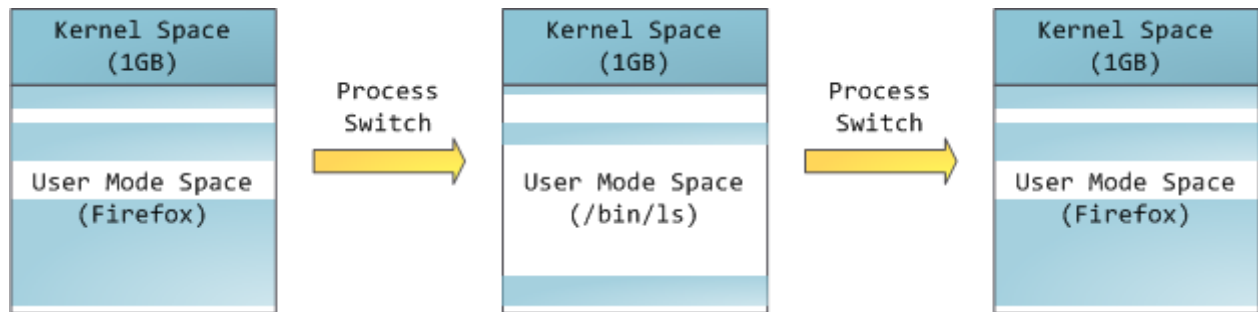 Kernel Space
(1GB)
User Mode Space
(Firefox)
Process
Switch
Kernel Space
(1GB)
User Mode Space
(/bin/ls)
Process
Switch
Kernel Space
(1GB)
User Mode Space
(Firefox)